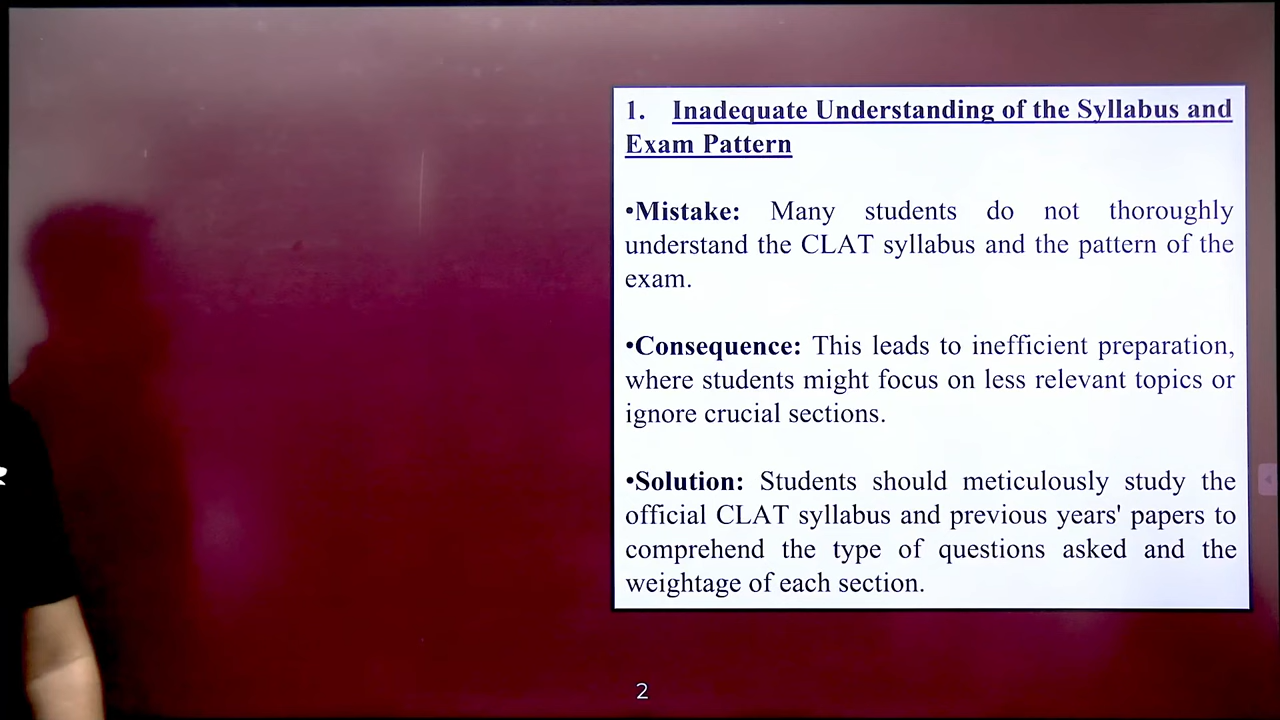 1. Inadequate Understanding of the Syllabus and
Exam Pattern
•Mistake: Many students do not thoroughly
understand the CLAT syllabus and the pattern of the
exam.
•Consequence: This leads to inefficient preparation,
where students might focus on less relevant topics or
ignore crucial sections.
•Solution: Students should meticulously study the
official CLAT syllabus and previous years' papers to
comprehend the type of questions asked and the
weightage of each section.
2